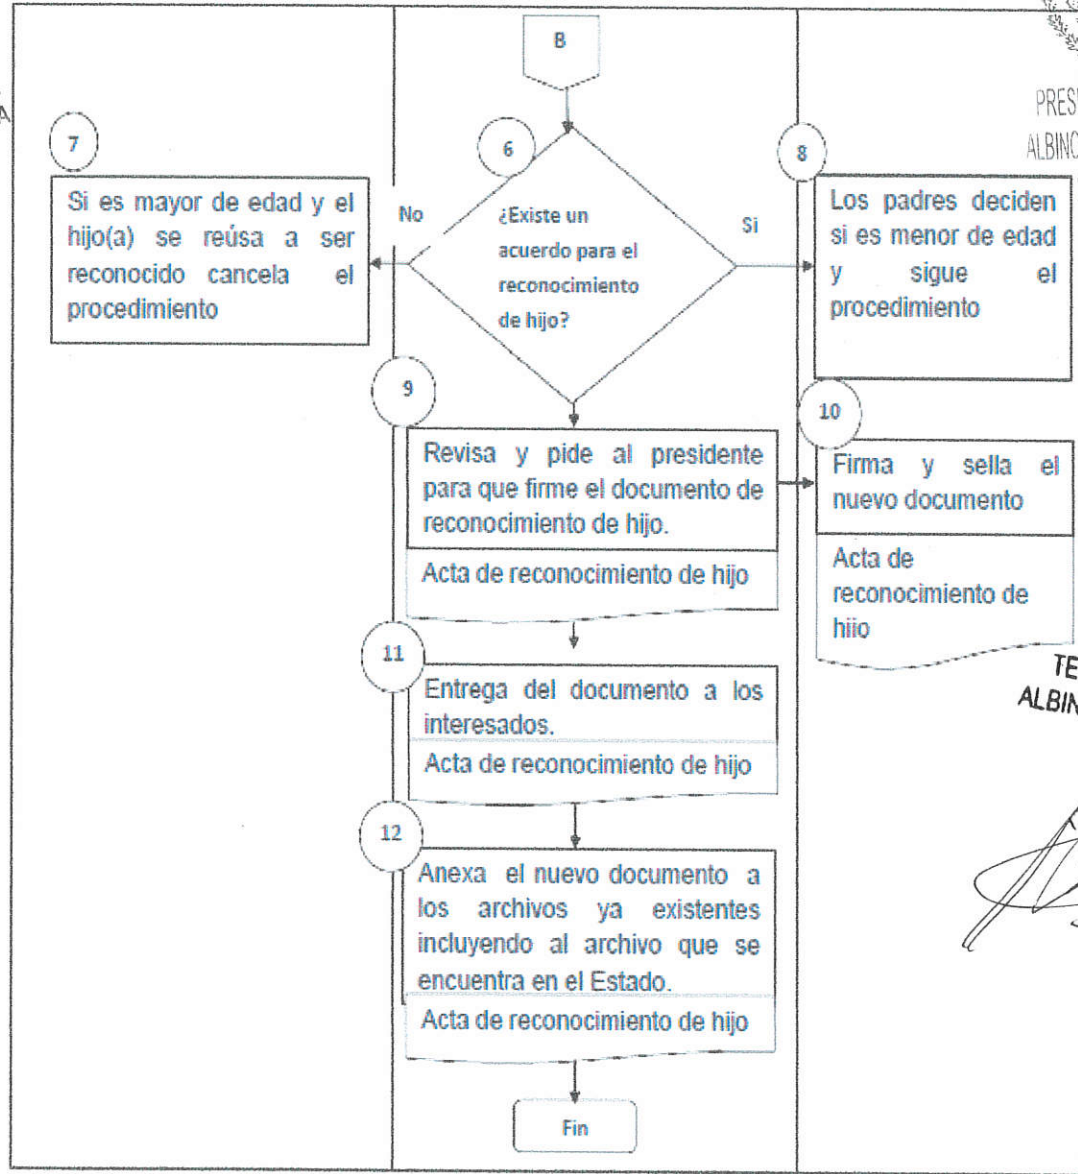 B
PRES
ALBINO
A
7
6
8
Si es mayor de edad y el
hijo(a) se reúsa a ser
reconocido cancela el
procedimiento
No
¿Existe un
acuerdo para el
reconocimiento
de hijo?
Si
Los padres deciden
si es menor de edad
y sigue el
procedimiento
9
Revisa y pide al presidente
para que firme el documento de
reconocimiento de hijo.
Acta de reconocimiento de hijo
10
Firma y sella el
nuevo documento
Acta de
reconocimiento de
hiio
TE
ALBIN
11
Entrega del documento a los
interesados.
Acta de reconocimiento de hijo
12
Anexa el nuevo documento a
los archivos ya existentes
incluyendo al archivo que se
encuentra en el Estado.
Acta de reconocimiento de hijo
Fin